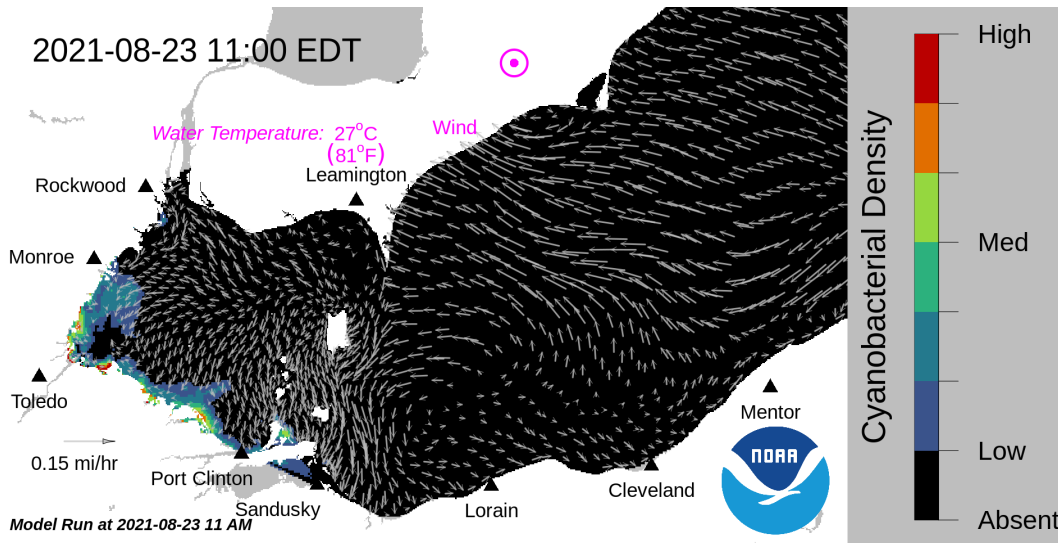 2021-08-23 11:00 EDT
Water Temperature: 27°C
(81°F)
Wind
Leamington
Rockwood
Monroe
Toledo
0.15 mi/hr
Port Clinton
Sandusky
Lorain
Cleveland
Mentor
NOAA
Model Run at 2021-08-23 11 AM
Cyanobacterial Density
High
Med
Low
Absent